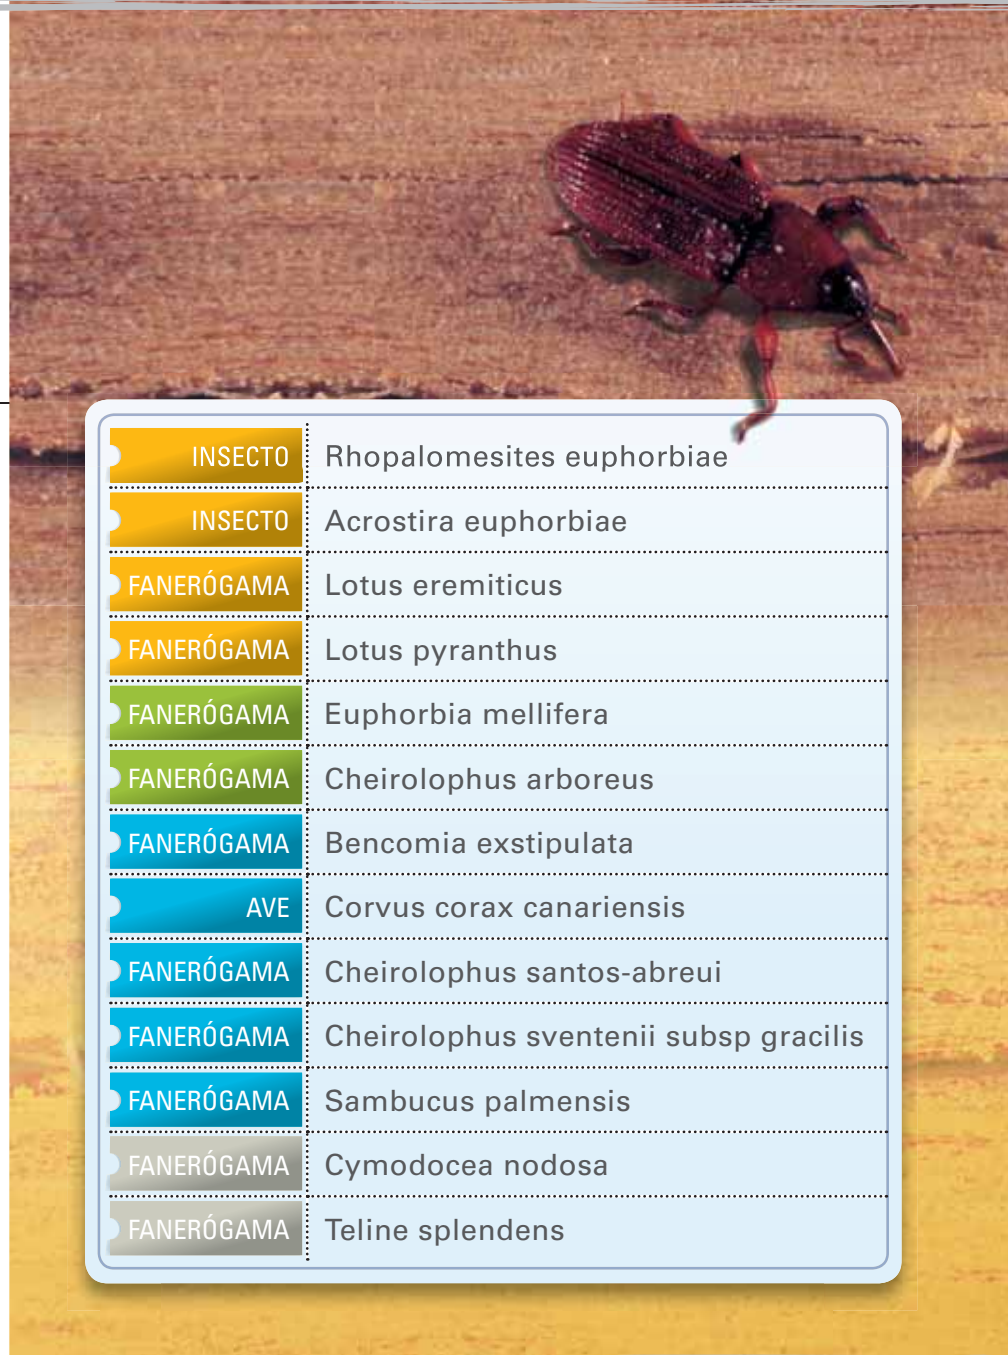 INSECTO Rhopalomesites euphorbiae
INSECTO Acrostira euphorbiae
FANERÓGAMA Lotus eremiticus
FANERÓGAMA Lotus pyranthus
FANERÓGAMA Euphorbia mellifera
FANERÓGAMA Cheirolophus arboreus
FANERÓGAMA Bencomia exstipulata
AVE Corvus corax canariensis
FANERÓGAMA Cheirolophus santos-abreui
FANERÓGAMA Cheirolophus sventenii subsp gracilis
FANERÓGAMA Sambucus palmensis
FANERÓGAMA Cymodocea nodosa
FANERÓGAMA Teline splendens